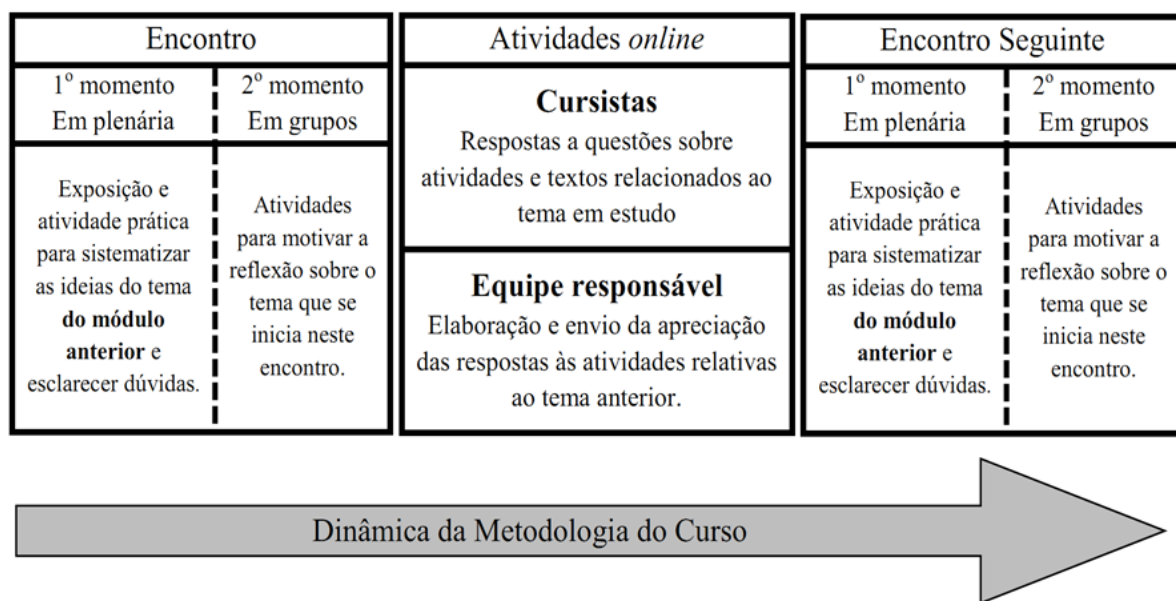 Encontro
1º momento
Em plenária
2º momento
Em grupos
Exposição e
atividade prática
para sistematizar
as ideias do tema
do módulo
anterior e
esclarecer dúvidas.
Atividades
para motivar a
reflexão sobre o
tema que se
inicia neste
encontro.
Atividades online
Cursistas
Respostas a questões sobre
atividades e textos relacionados ao
tema em estudo
Equipe responsável
Elaboração e envio da apreciação
das respostas às atividades relativas
ao tema anterior.
Encontro Seguinte
1º momento
Em plenária
2º momento
Em grupos
Exposição e
atividade prática
para sistematizar
as ideias do tema
do módulo
anterior e
esclarecer dúvidas.
Atividades
para motivar a
reflexão sobre o
tema que se
inicia neste
encontro.
Dinâmica da Metodologia do Curso